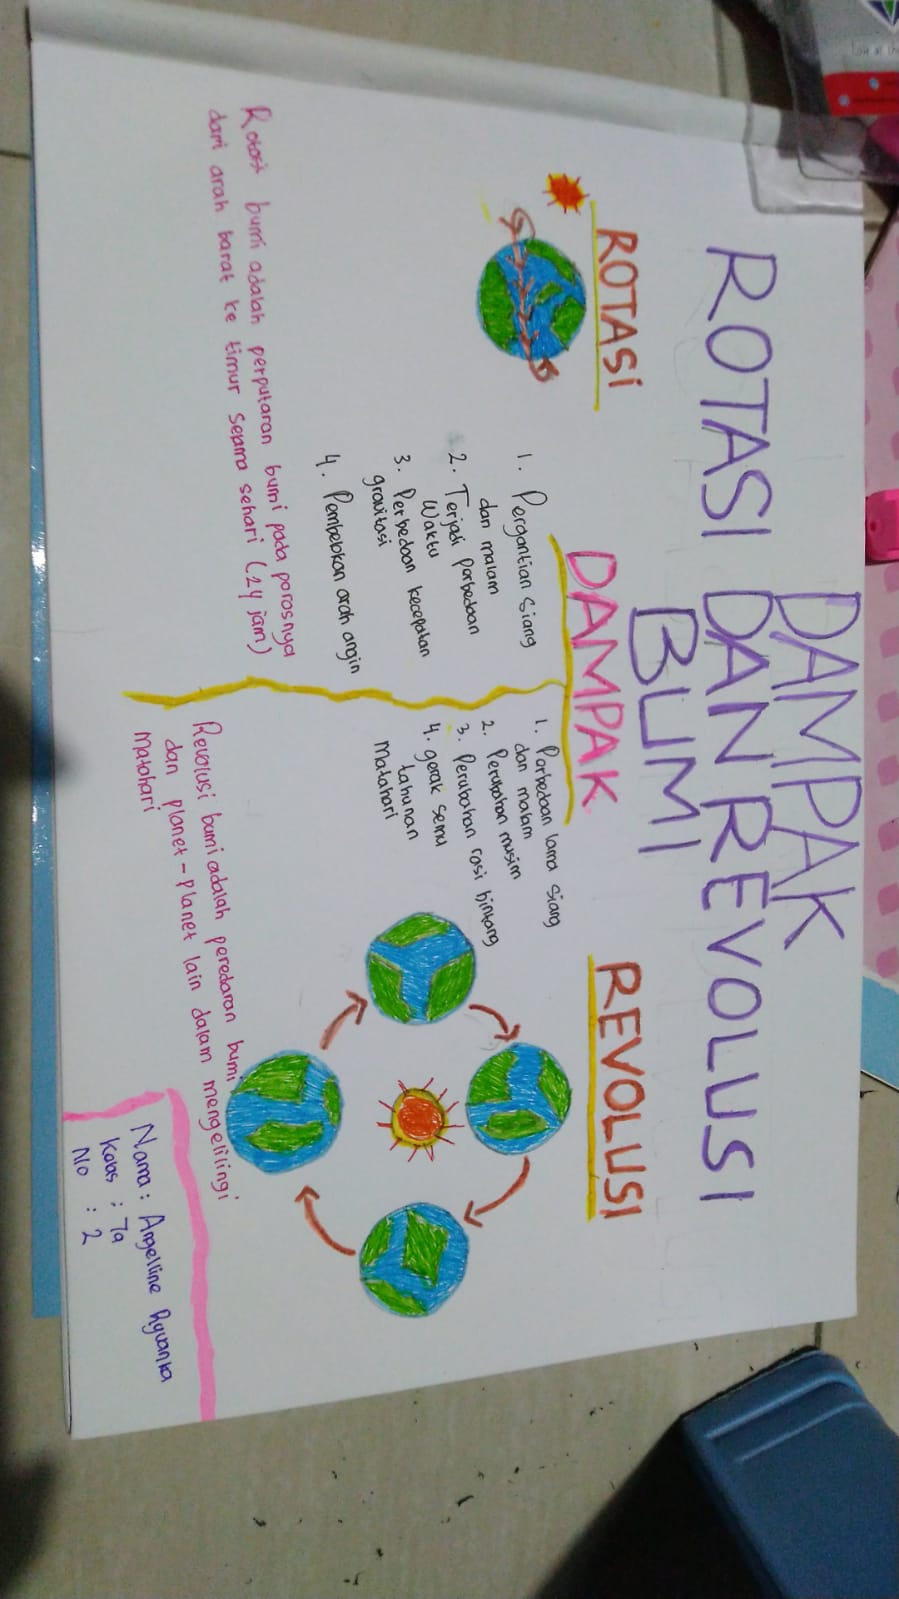 DAMPAK
ROTASI DAN REVOLUSI
BUMI
ROTASI
DAMPAK
REVOLUSI
1. Pergantian siang
dan malam
2. Terjadi perbedaan
Waktu
3. Perbedaan kecepatan
gravitasi
4. Pembelokan arah angin
1. Perbedaan lama siang
dan malam
2. Perubahan musim
3. Perubahan rasi bintang
4. gerak semu
tahunan
matahari
Rotasi bumi adalah perputaran bumi pada porosnya
dari arah barat ke timur selama sehari (24 jam)
Revolusi bumi adalah peredaran bumi
dan planet-planet lain dalam mengelilingi
matahari
Nama: Angelline Ayuanka
Kelas : 7a
No : 2